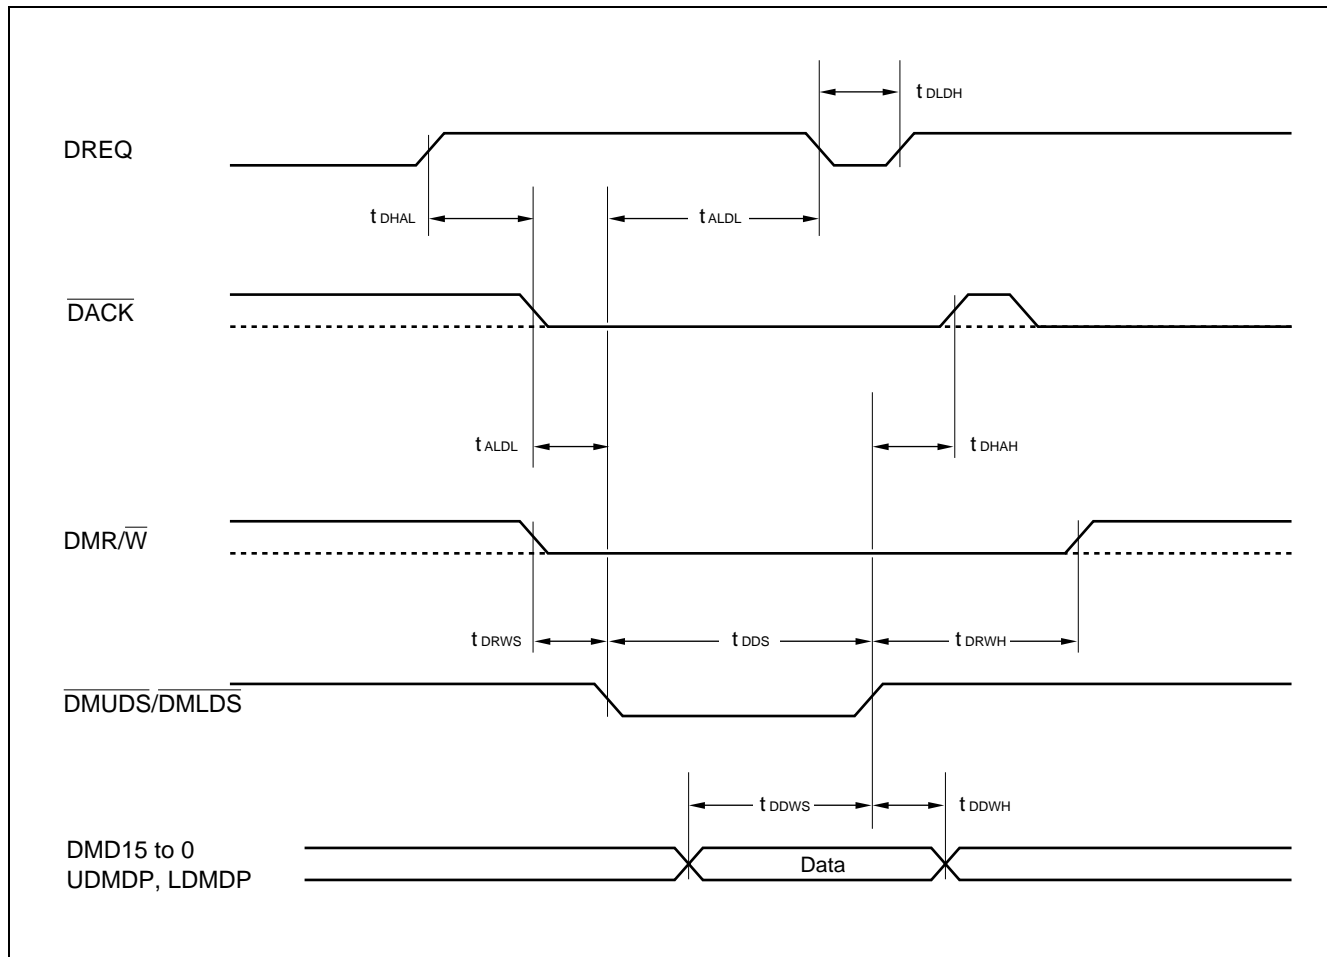 t DLDH
DREQ
t DHAL
t ALDL
DACK
t ALDL
t DHAH
DMR/W
t DRWS
t DDS
t DRWH
DMUDS/DMLDS
t DDWS
t DDWH
DMD15 to 0
UDMDP, LDMDP
Data